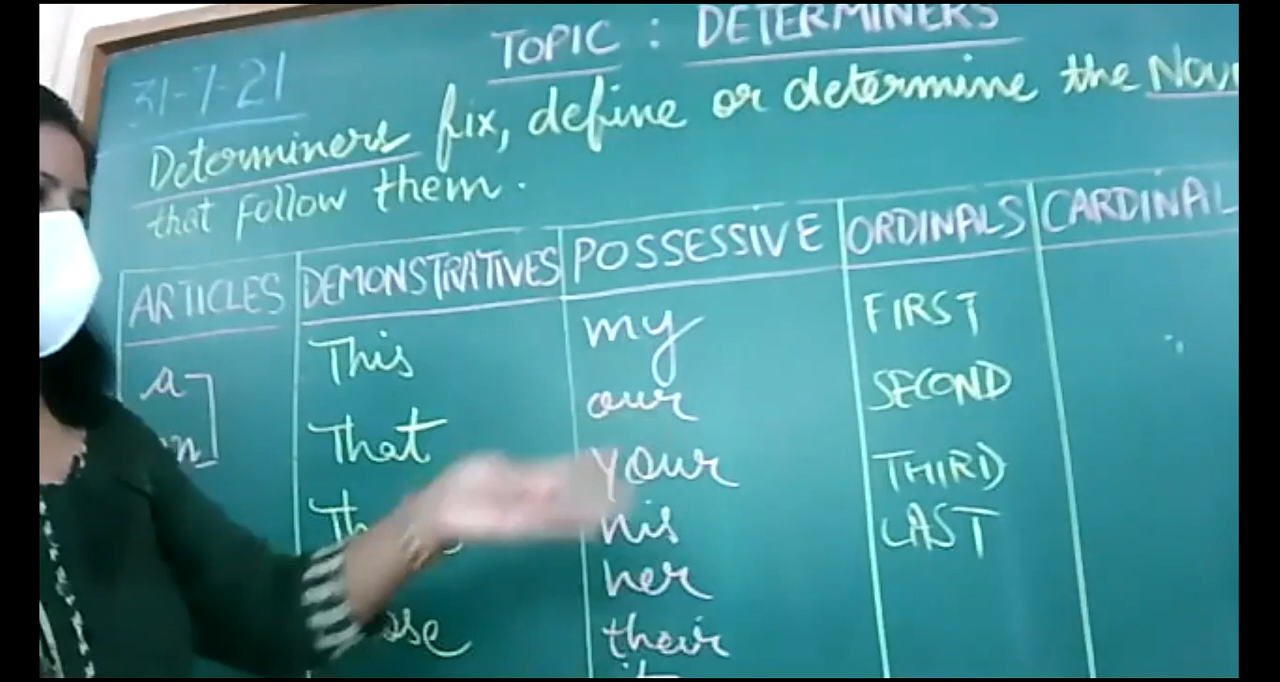 TOPIC : DETERMINERS
31-7-21
Determiners fix, define or determine the
that follow them.
ARTICLES DEMONSTRATIVES POSSESSIVE ORDINALS CARDINAL
a This my FIRST
That our SECOND
your THIRD
his LAST
her
their